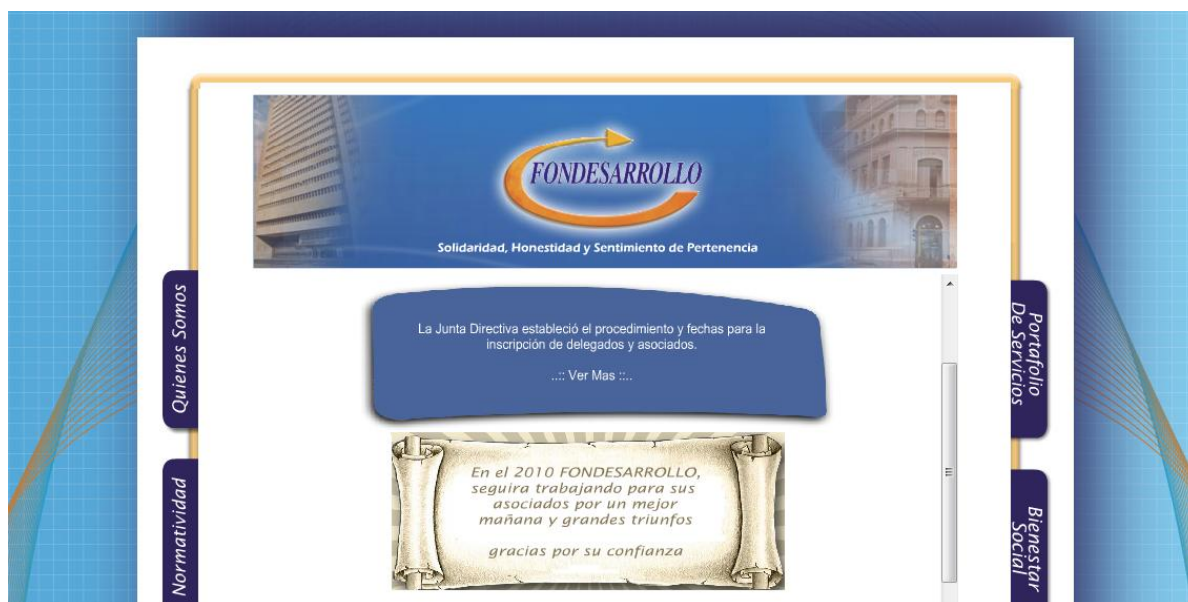 FONDESARROLLO
Solidaridad, Honestidad y Sentimiento de Pertenencia
Quienes Somos
Normatividad
La Junta Directiva estableció el procedimiento y fechas para la
inscripción de delegados y asociados.
..:: Ver Mas ::..
En el 2010 FONDESARROLLO,
seguira trabajando para sus
asociados por un mejor
mañana y grandes triunfos
gracias por su confianza
Portafolio
De Servicios
Bienestar
Social